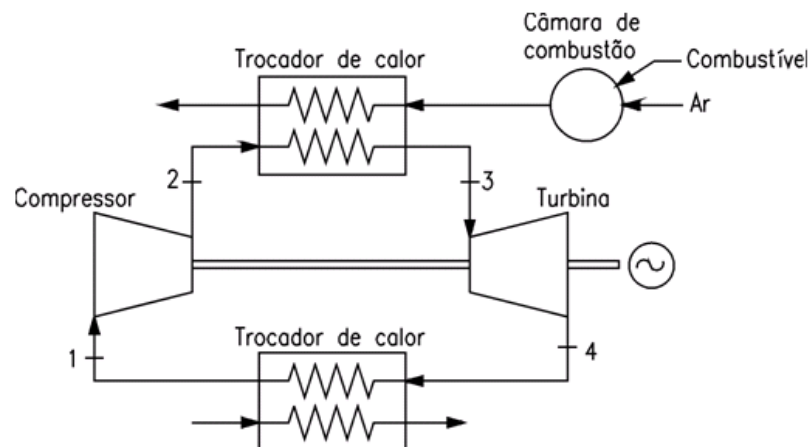 Câmara de
combustão
Trocador de calor
Combustível
Ar
2
3
Compressor
Turbina
Trocador de calor
1
4